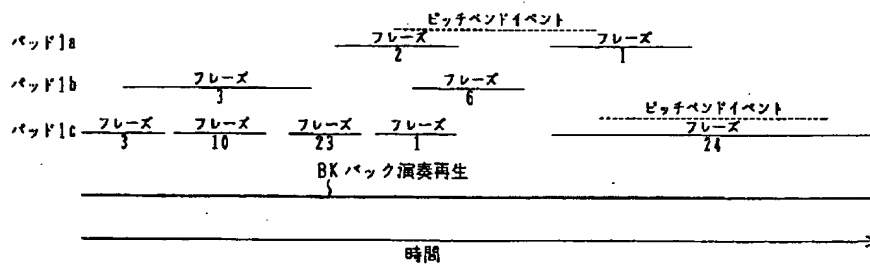 ピッチベンドイベント
パッド1a フレーズ 2 フレーズ 1
パッド1b フレーズ 3 フレーズ 6
ピッチベンドイベント
パッド1c フレーズ 3 フレーズ 10 フレーズ 23 フレーズ 1 フレーズ 24
BK バック演奏再生
時間